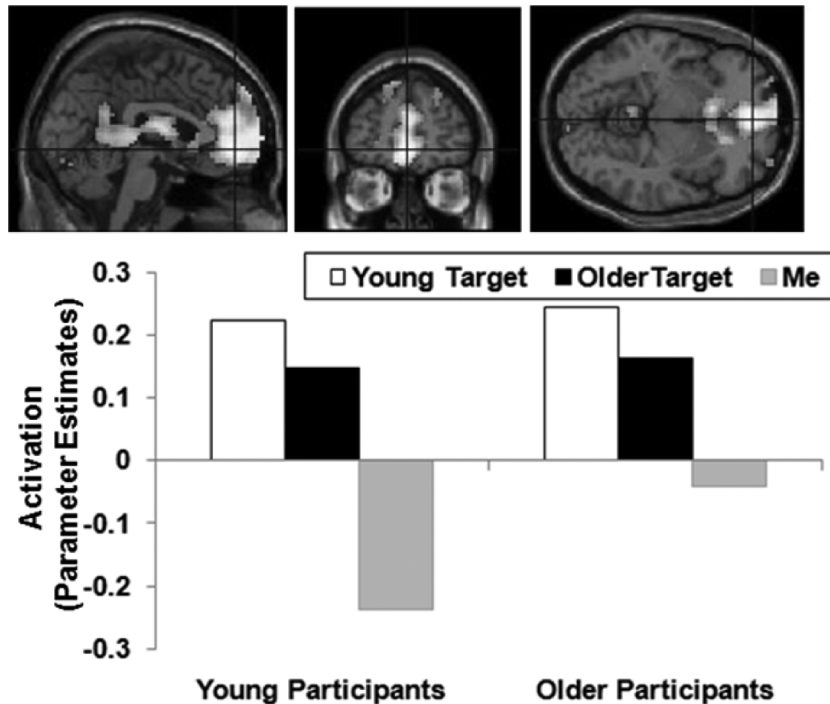 0.3
Young Target OlderTarget Me
0.2
0.1
0
-0.1
-0.2
-0.3
Activation
(Parameter Estimates)
Young Participants Older Participants